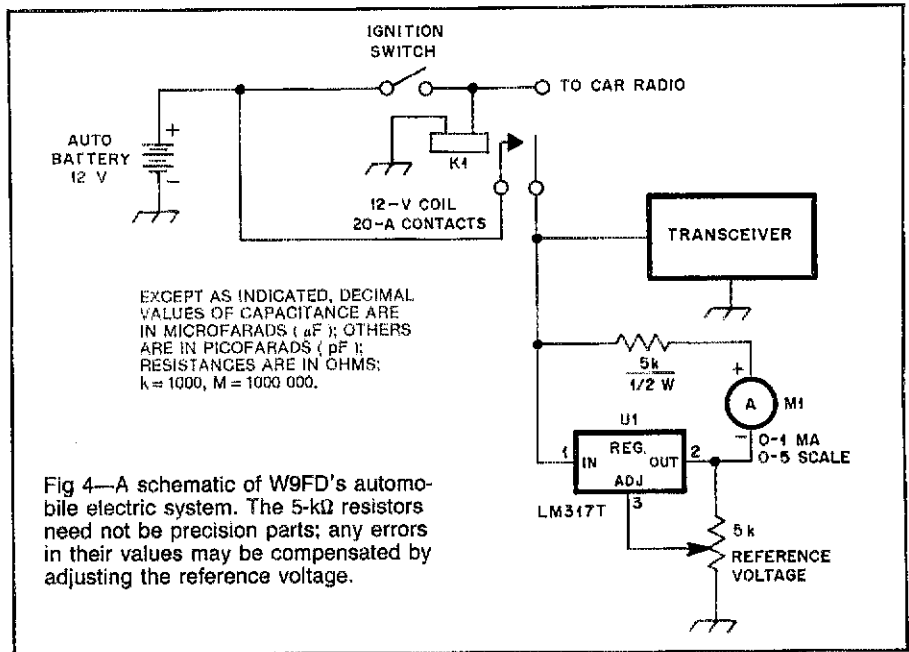 IGNITION
SWITCH
TO CAR RADIO
+
AUTO
BATTERY
12 V
−
K1
12-V COIL
20-A CONTACTS
TRANSCEIVER
EXCEPT AS INDICATED, DECIMAL
VALUES OF CAPACITANCE ARE
IN MICROFARADS ( µF ); OTHERS
ARE IN PICOFARADS ( pF );
RESISTANCES ARE IN OHMS;
k = 1000, M = 1000 000.
5k
1/2 W
+
A
M1
−
0-1 MA
0-5 SCALE
U1
1
IN
REG.
OUT
2
ADJ
3
LM317T
5k
REFERENCE
VOLTAGE
Fig 4—A schematic of W9FD's automo-
bile electric system. The 5-kΩ resistors
need not be precision parts; any errors
in their values may be compensated by
adjusting the reference voltage.